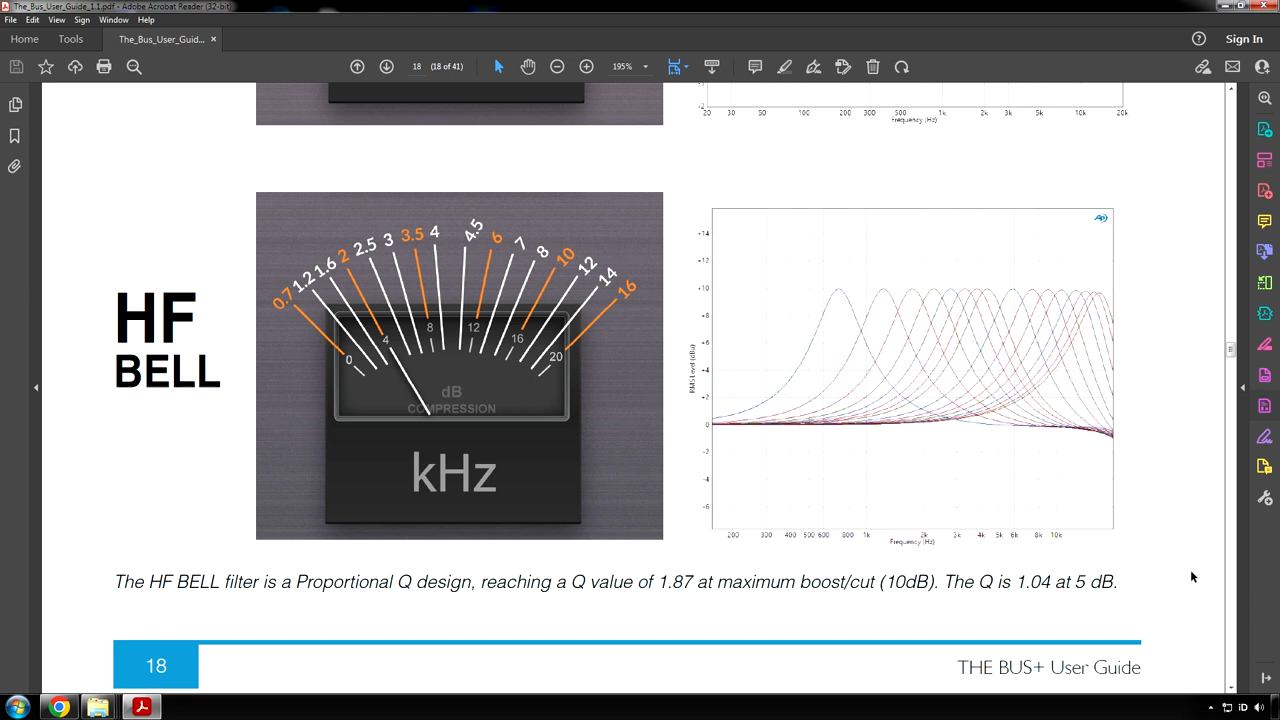 The_Bus_User_Guide_1.1.pdf - Adobe Acrobat Reader (32-bit)
File Edit View Sign Window Help
Home Tools The_Bus_User_Guid... × Sign In
18 (18 of 41) 195%
-2
20 30 50 100 200 300 500 1k 2k 3k 5k 10k 20k
Frequency (Hz)
HF
BELL
0.7 1.2 1.6 2 2.5 3 3.5 4 4.5 6 7 8 10 12 14 16
0 4 8 12 16 20
dB
COMPRESSION
kHz
+14
+12
+10
+8
+6
+4
+2
0
-2
-4
-6
RMS Level (dBu)
200 300 400 500 600 800 1k 2k 3k 4k 5k 6k 8k 10k
Frequency (Hz)
The HF BELL filter is a Proportional Q design, reaching a Q value of 1.87 at maximum boost/cut (10dB). The Q is 1.04 at 5 dB.
18
THE BUS+ User Guide
iD